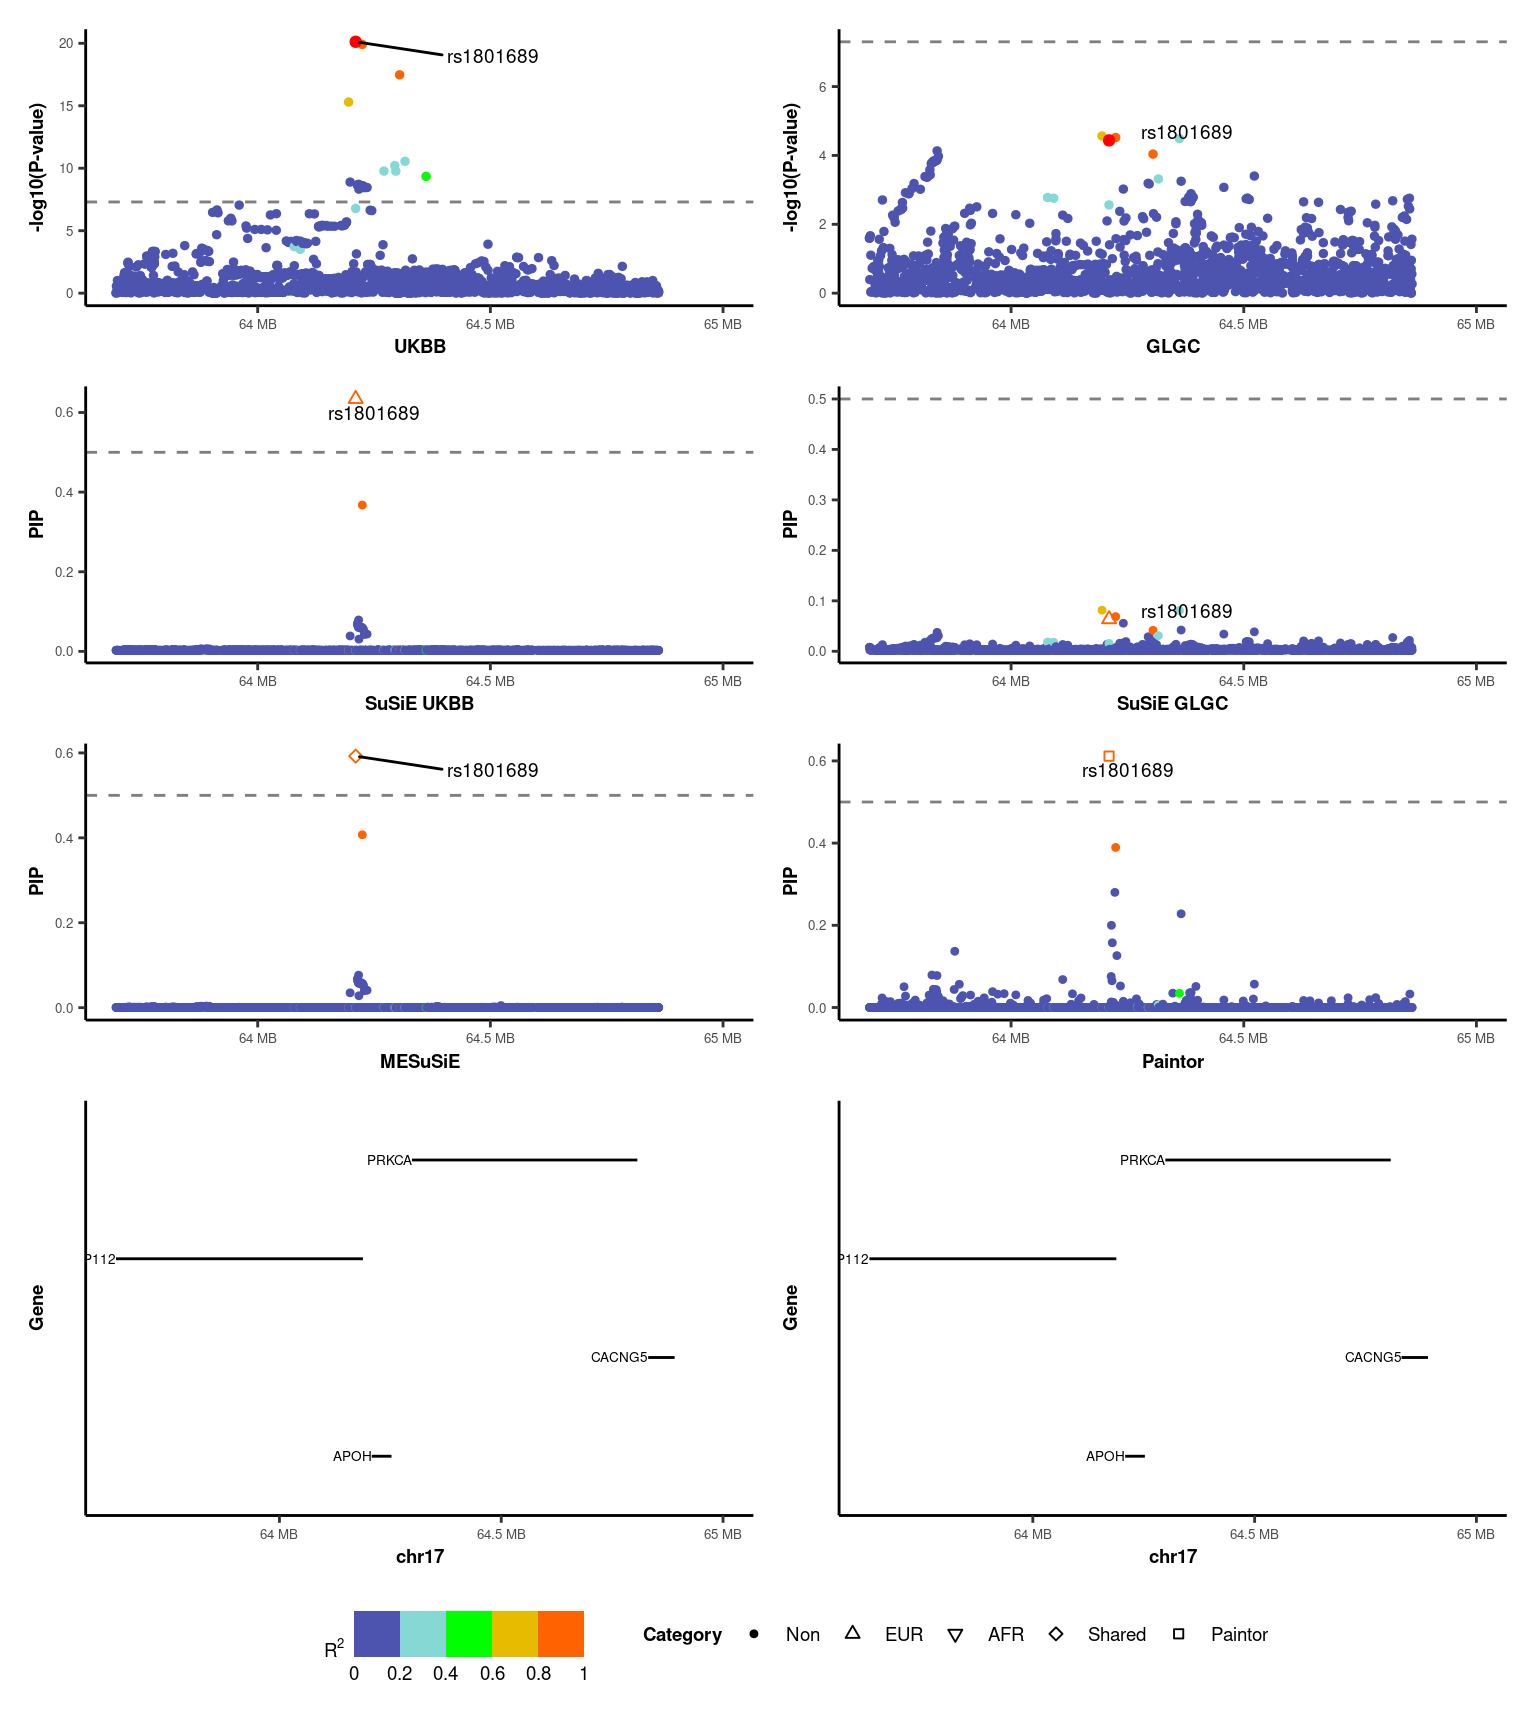 -log10(P-value)
20
15
10
5
0
rs1801689
64 MB 64.5 MB 65 MB
UKBB
-log10(P-value)
6
4
2
0
rs1801689
64 MB 64.5 MB 65 MB
GLGC
PIP
0.6
0.4
0.2
0.0
rs1801689
64 MB 64.5 MB 65 MB
SuSiE UKBB
PIP
0.5
0.4
0.3
0.2
0.1
0.0
rs1801689
64 MB 64.5 MB 65 MB
SuSiE GLGC
PIP
0.6
0.4
0.2
0.0
rs1801689
64 MB 64.5 MB 65 MB
MESuSiE
PIP
0.6
0.4
0.2
0.0
rs1801689
64 MB 64.5 MB 65 MB
Paintor
Gene
PRKCA
P112
CACNG5
APOH
64 MB 64.5 MB 65 MB
chr17
Gene
PRKCA
P112
CACNG5
APOH
64 MB 64.5 MB 65 MB
chr17
R²
0 0.2 0.4 0.6 0.8 1
Category Non EUR AFR Shared Paintor